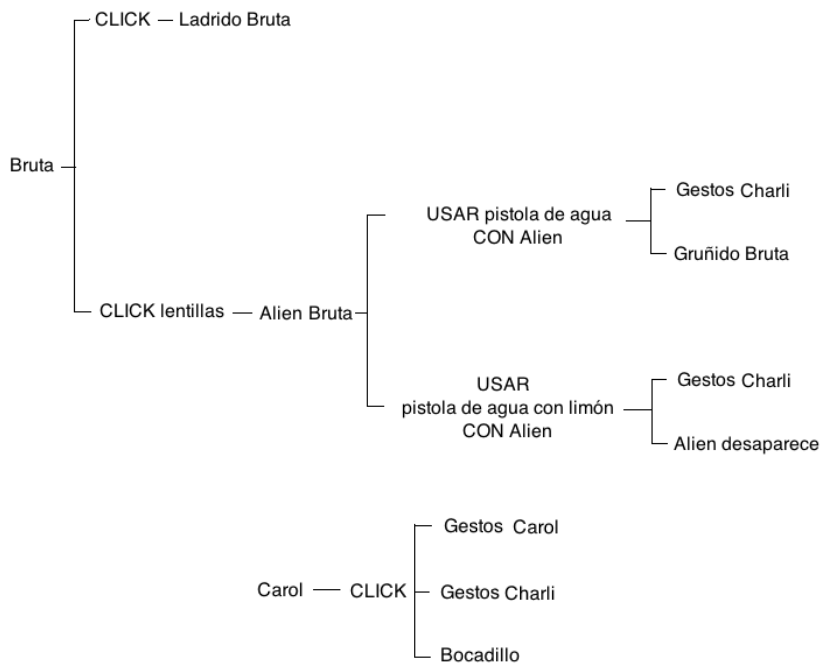 CLICK — Ladrido Bruta
Bruta
CLICK lentillas — Alien Bruta
USAR pistola de agua
CON Alien
Gestos Charli
Gruñido Bruta
USAR
pistola de agua con limón
CON Alien
Gestos Charli
Alien desaparece
Carol — CLICK
Gestos Carol
Gestos Charli
Bocadillo